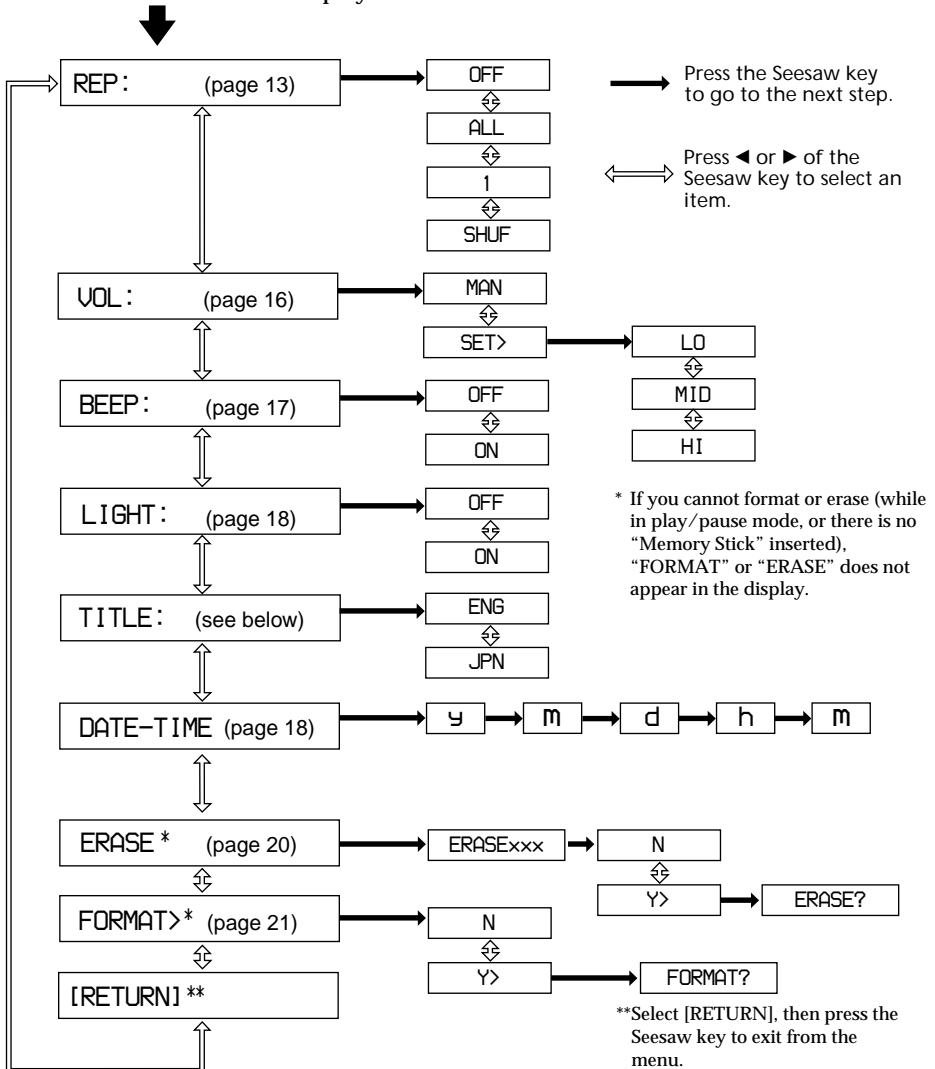 REP: (page 13)
OFF
ALL
1
SHUF
Press the Seesaw key
to go to the next step.
Press ◄ or ► of the
Seesaw key to select an
item.
VOL: (page 16)
MAN
SET>
LO
MID
HI
BEEP: (page 17)
OFF
ON
LIGHT: (page 18)
OFF
ON
* If you cannot format or erase (while
in play/pause mode, or there is no
“Memory Stick” inserted),
“FORMAT” or “ERASE” does not
appear in the display.
TITLE: (see below)
ENG
JPN
DATE-TIME (page 18)
y m d h m
ERASE* (page 20)
ERASExxx
N
Y>
ERASE?
FORMAT>* (page 21)
N
Y>
FORMAT?
[RETURN]**
**Select [RETURN], then press the
Seesaw key to exit from the
menu.